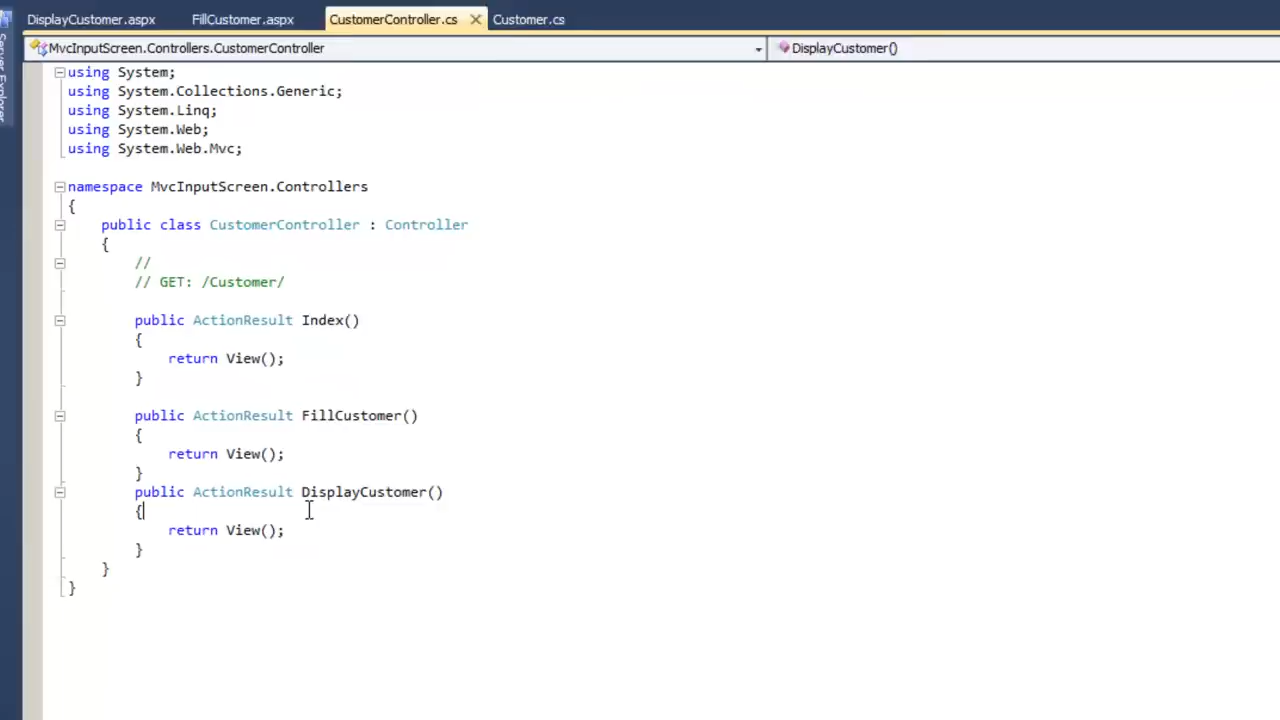 DisplayCustomer.aspx FillCustomer.aspx CustomerController.cs Customer.cs
Server Explorer
MvcInputScreen.Controllers.CustomerController DisplayCustomer()
using System;
using System.Collections.Generic;
using System.Linq;
using System.Web;
using System.Web.Mvc;
namespace MvcInputScreen.Controllers
{
public class CustomerController : Controller
{
//
// GET: /Customer/
public ActionResult Index()
{
return View();
}
public ActionResult FillCustomer()
{
return View();
}
public ActionResult DisplayCustomer()
{
return View();
}
}
}